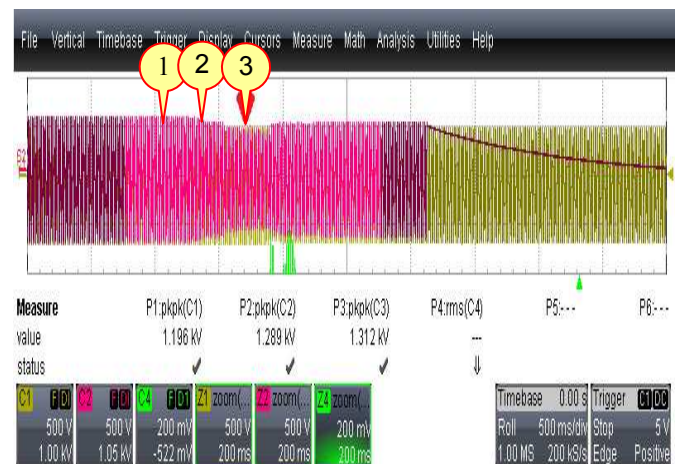 File Vertical Timebase Trigger Display Cursors Measure Math Analysis Utilities Help
1 2 3
Measure P1:pkpk(C1) P2:pkpk(C2) P3:pkpk(C3) P4:rms(C4) P5:--- P6:---
value 1.196 kV 1.289 kV 1.312 kV ---
status
C1 F D1 C2 F D1 C4 F D1 Z1 zoom(... Z2 zoom(... Z4 zoom(...
500 V 500 V 200 mV 500 V 500 V 200 mV
1.00 kV 1.05 kV -522 mV 200 ms 200 ms 200 ms
Timebase 0.00 s Trigger C1 DC
Roll 500 ms/div Stop 5 V
1.00 MS 200 kS/s Edge Positive